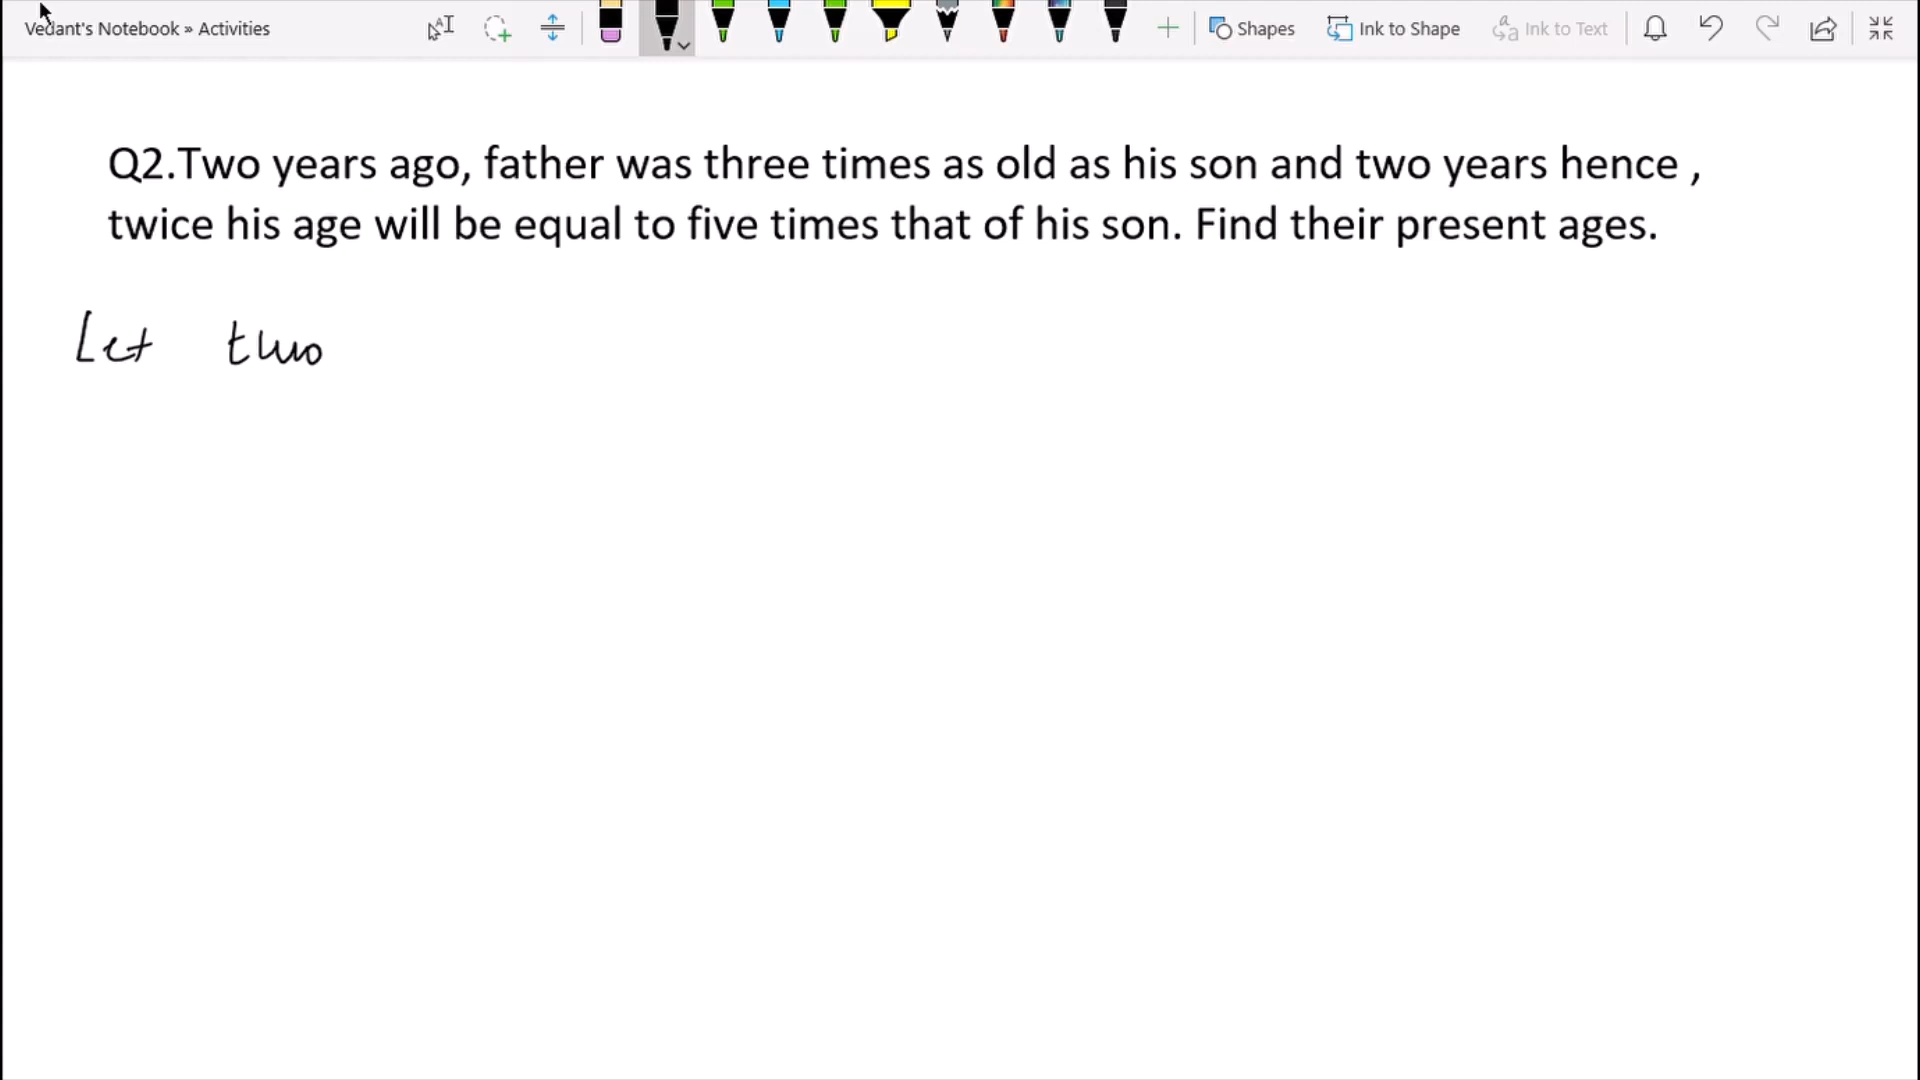 Vedant's Notebook » Activities
Shapes
Ink to Shape
Ink to Text
Q2.Two years ago, father was three times as old as his son and two years hence ,
twice his age will be equal to five times that of his son. Find their present ages.
Let two